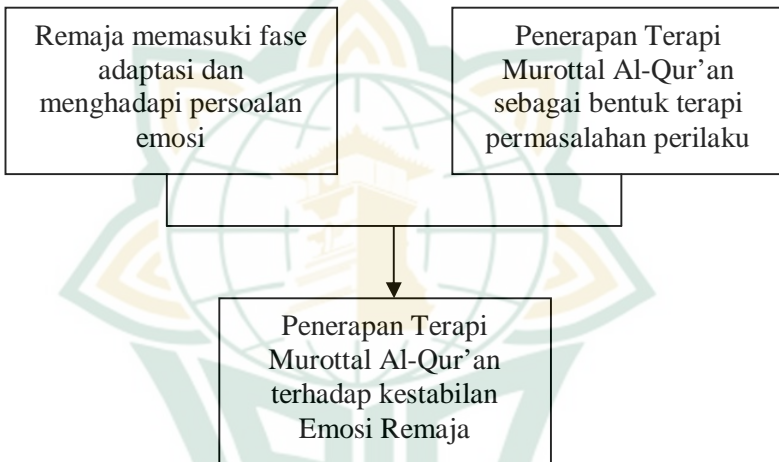 Remaja memasuki fase
adaptasi dan
menghadapi persoalan
emosi
Penerapan Terapi
Murottal Al-Qur’an
sebagai bentuk terapi
permasalahan perilaku
Penerapan Terapi
Murottal Al-Qur’an
terhadap kestabilan
Emosi Remaja